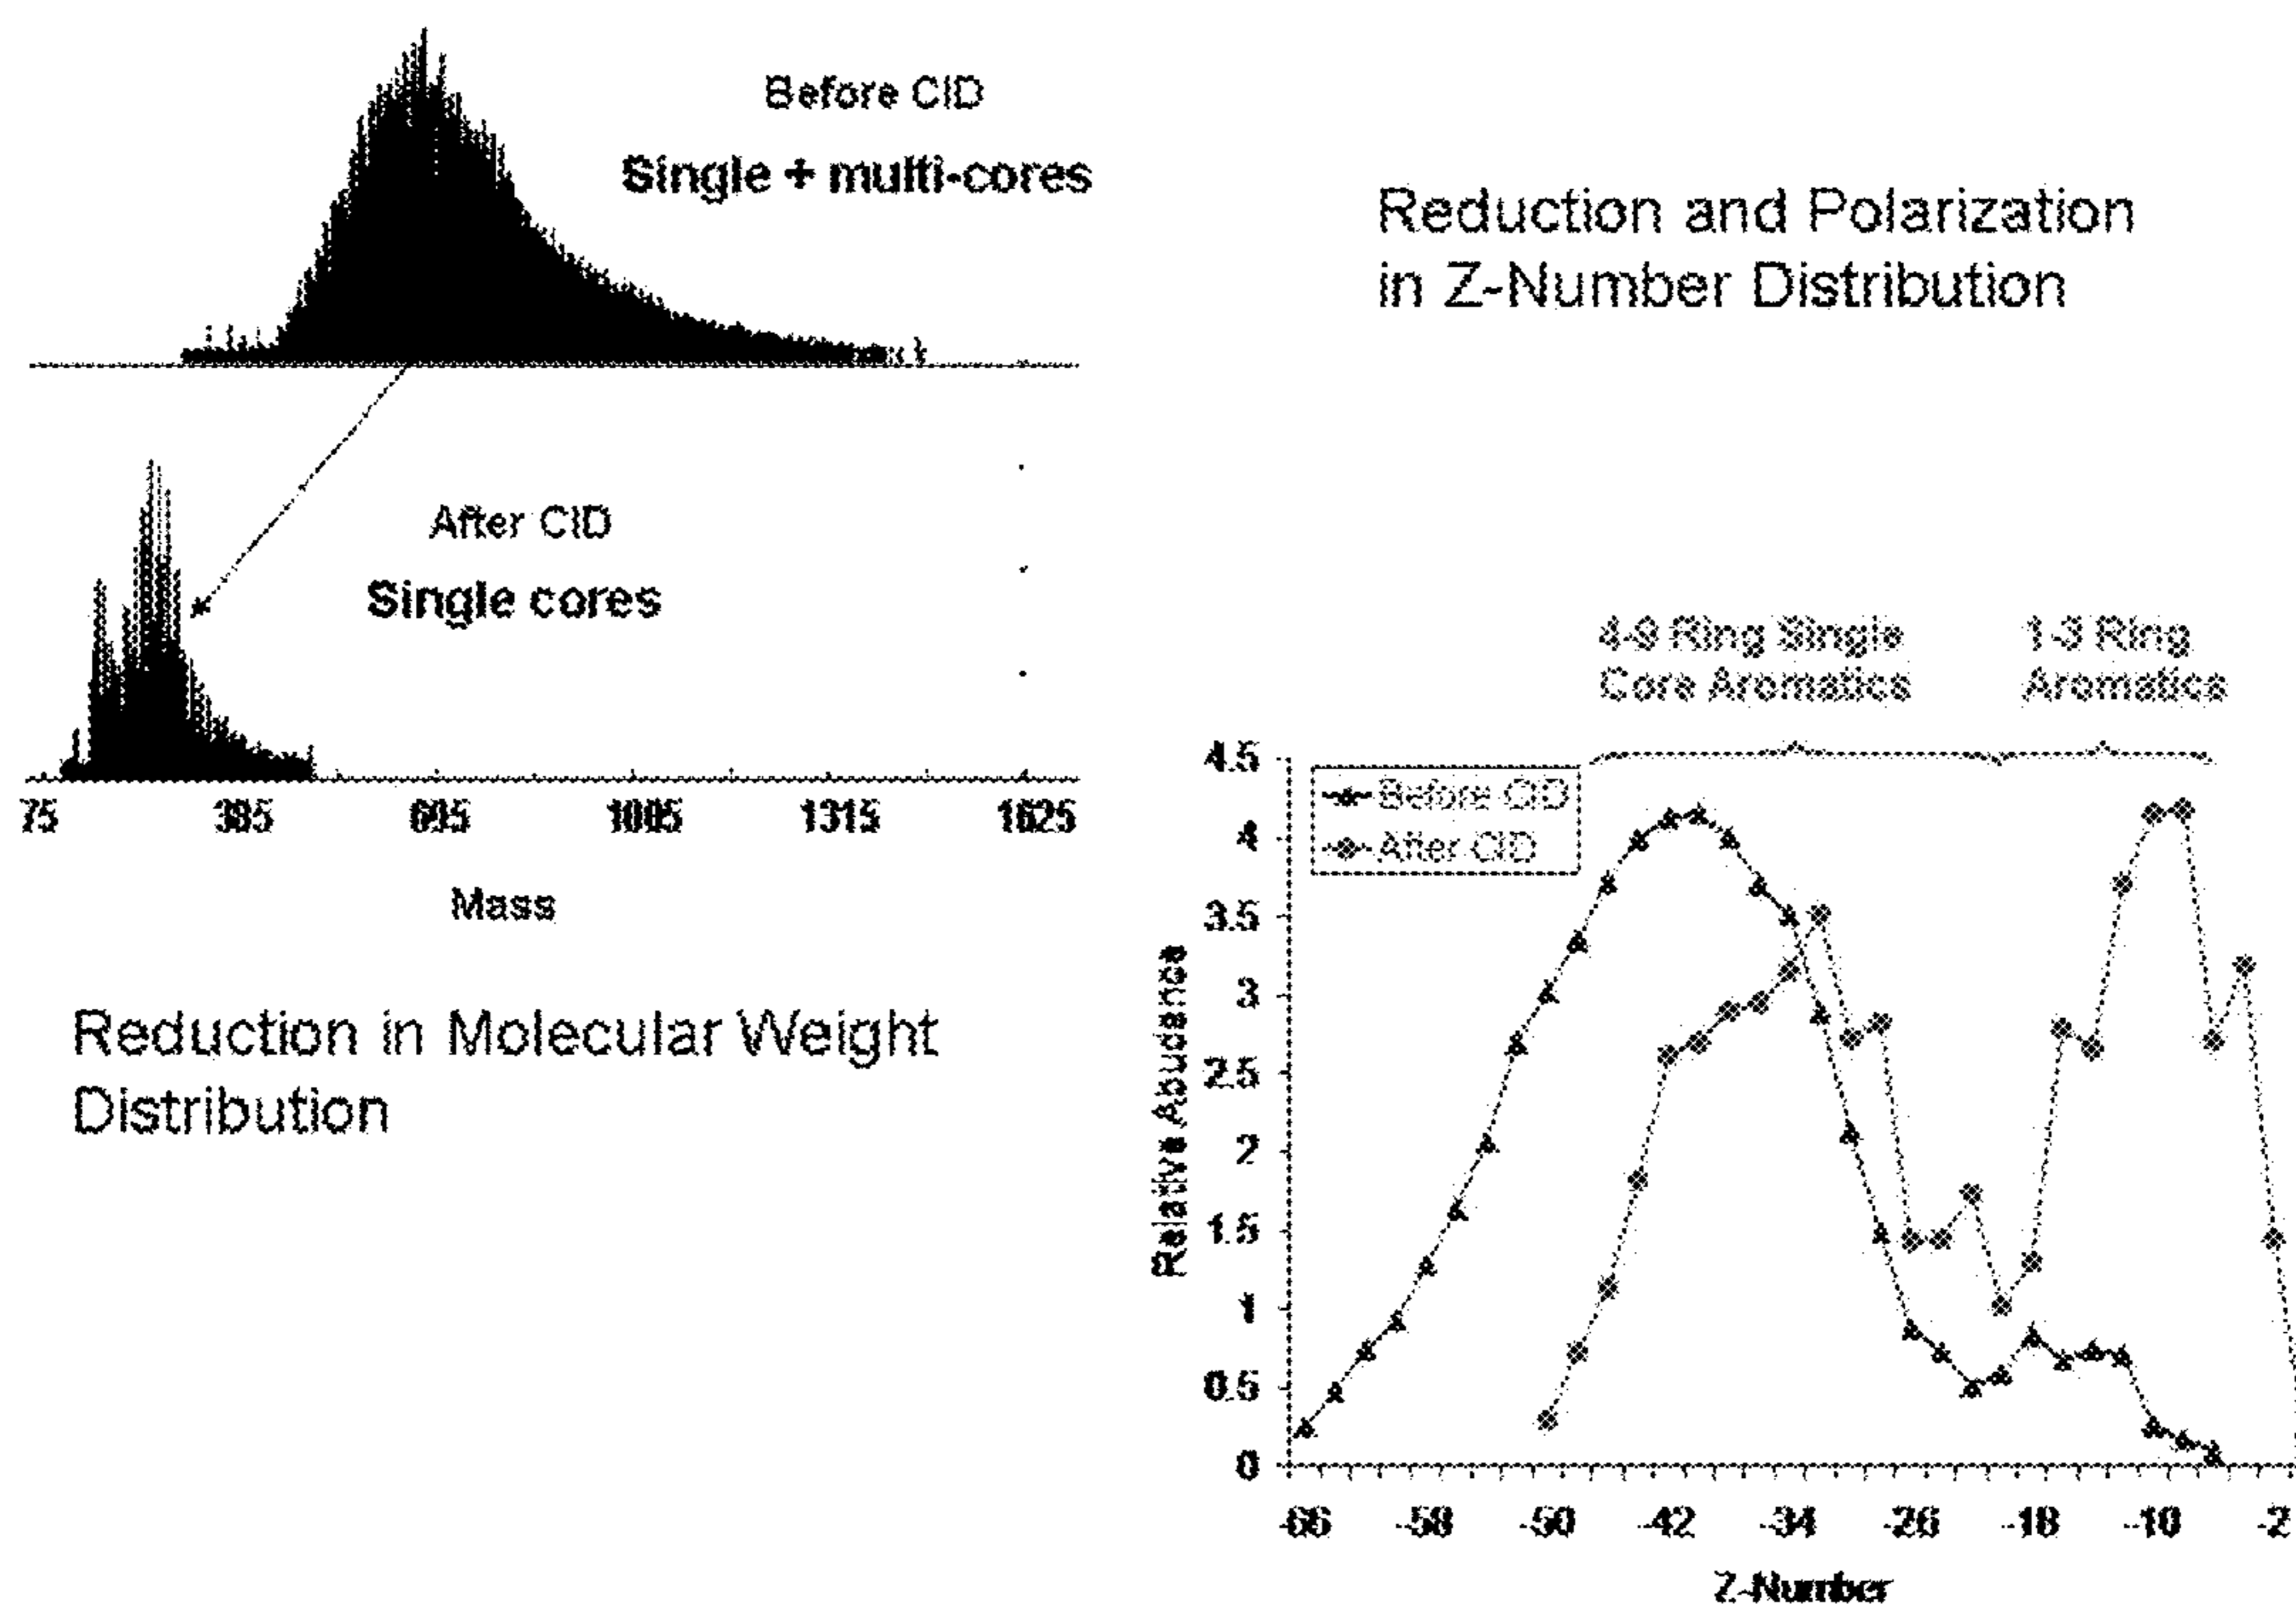 Before CID
Single + multi-cores
After CID
Single cores
75 385 695 1005 1315 1625
Mass
Reduction in Molecular Weight
Distribution
Reduction and Polarization
in Z-Number Distribution
4-9 Ring Single
Core Aromatics
1-3 Ring
Aromatics
Before CID
After CID
4.5
4
3.5
3
2.5
2
1.5
1
0.5
0
Relative Abudance
-66 -58 -50 -42 -34 -26 -18 -10 -2
Z-Number